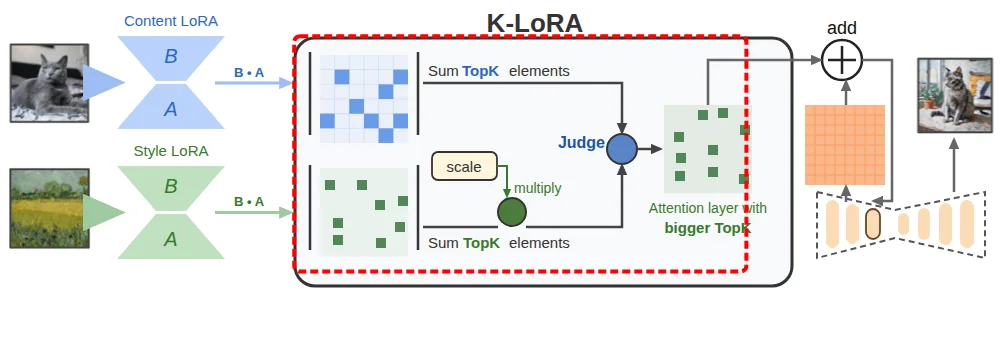 K-LoRA
Content LoRA
add
B
B • A
A
Sum TopK elements
Judge
Style LoRA
scale
multiply
B
B • A
A
Attention layer with
bigger TopK
Sum TopK elements